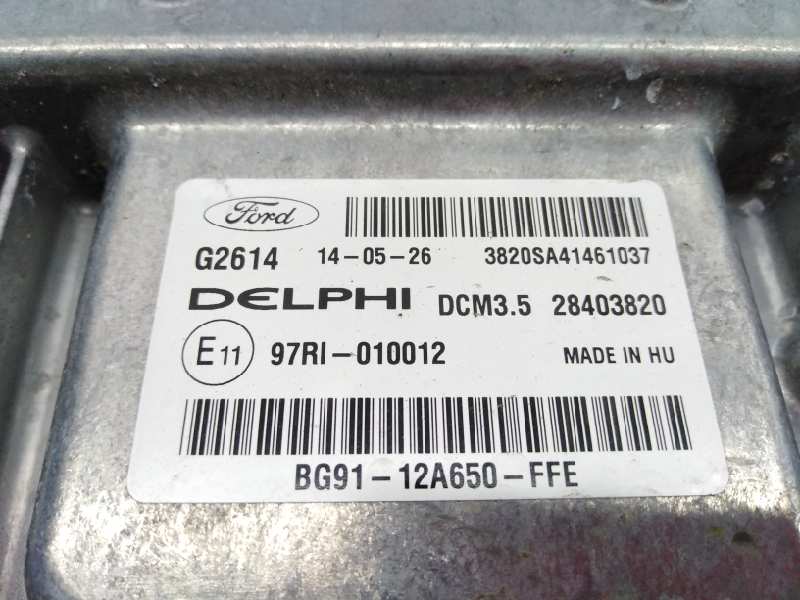 Ford
G2614 14-05-26 3820SA41461037
DELPHI DCM3.5 28403820
E11 97RI-010012 MADE IN HU
BG91-12A650-FFE